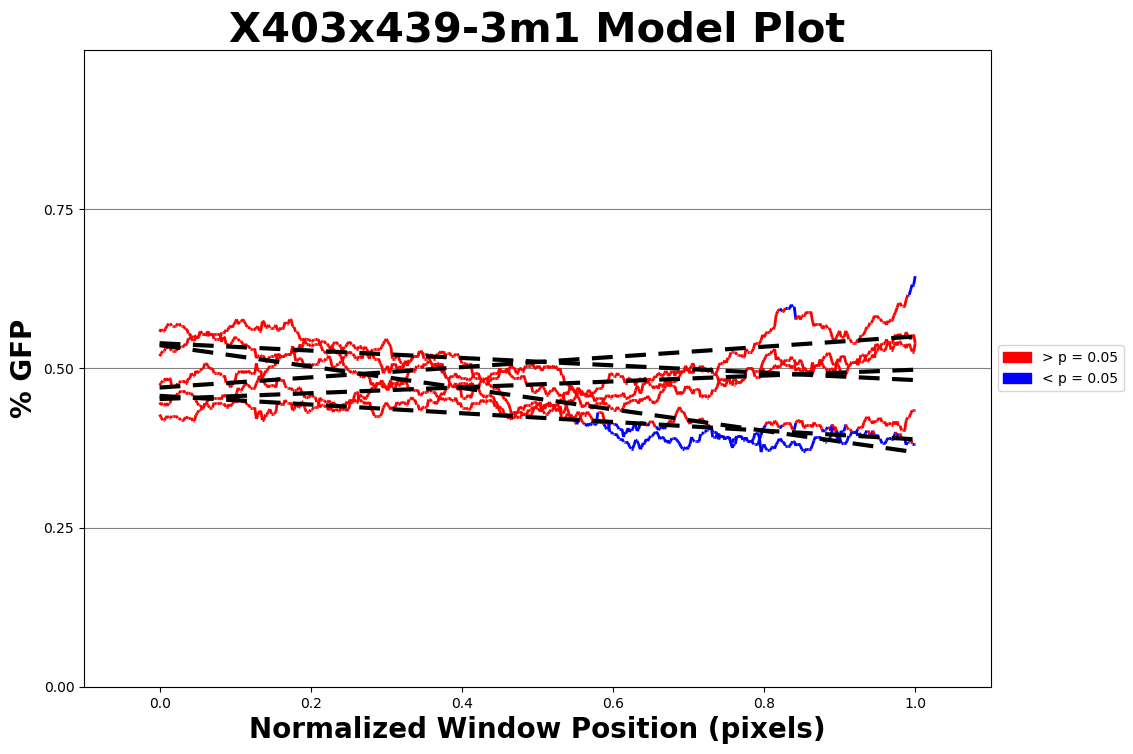 X403x439-3m1 Model Plot
% GFP
0.75
0.50
0.25
0.00
> p = 0.05
< p = 0.05
0.0 0.2 0.4 0.6 0.8 1.0
Normalized Window Position (pixels)